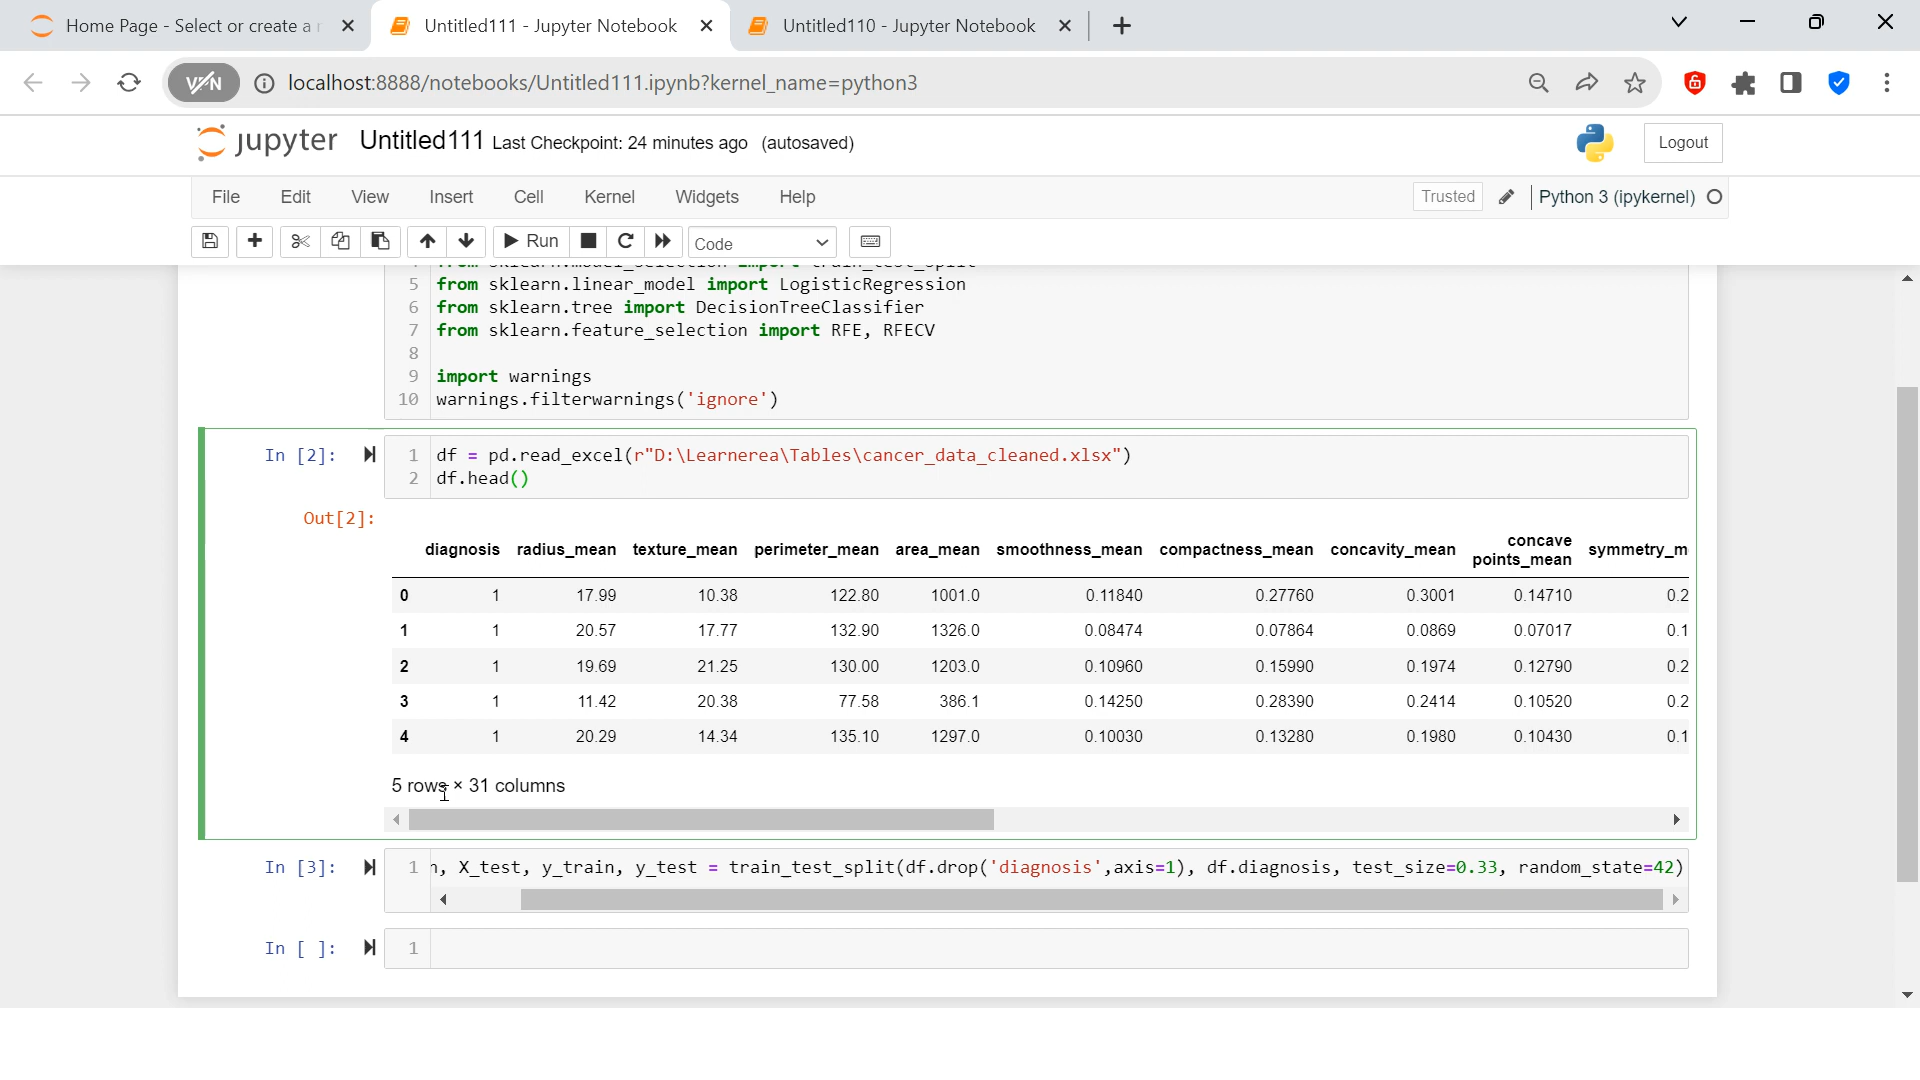 Home Page - Select or create a
Untitled111 - Jupyter Notebook
Untitled110 - Jupyter Notebook
VPN
localhost:8888/notebooks/Untitled111.ipynb?kernel_name=python3
jupyter Untitled111 Last Checkpoint: 24 minutes ago (autosaved)
Logout
File Edit View Insert Cell Kernel Widgets Help
Trusted
Python 3 (ipykernel)
Run
Code
5 from sklearn.linear_model import LogisticRegression
6 from sklearn.tree import DecisionTreeClassifier
7 from sklearn.feature_selection import RFE, RFECV
8
9 import warnings
10 warnings.filterwarnings('ignore')
In [2]: 1 df = pd.read_excel(r"D:\Learnerea\Tables\cancer_data_cleaned.xlsx")
2 df.head()
Out[2]:
diagnosis radius_mean texture_mean perimeter_mean area_mean smoothness_mean compactness_mean concavity_mean concave points_mean symmetry_m
0 1 17.99 10.38 122.80 1001.0 0.11840 0.27760 0.3001 0.14710 0.2
1 1 20.57 17.77 132.90 1326.0 0.08474 0.07864 0.0869 0.07017 0.1
2 1 19.69 21.25 130.00 1203.0 0.10960 0.15990 0.1974 0.12790 0.2
3 1 11.42 20.38 77.58 386.1 0.14250 0.28390 0.2414 0.10520 0.2
4 1 20.29 14.34 135.10 1297.0 0.10030 0.13280 0.1980 0.10430 0.1
5 rows × 31 columns
In [3]: 1 , X_test, y_train, y_test = train_test_split(df.drop('diagnosis',axis=1), df.diagnosis, test_size=0.33, random_state=42)
In [ ]: 1